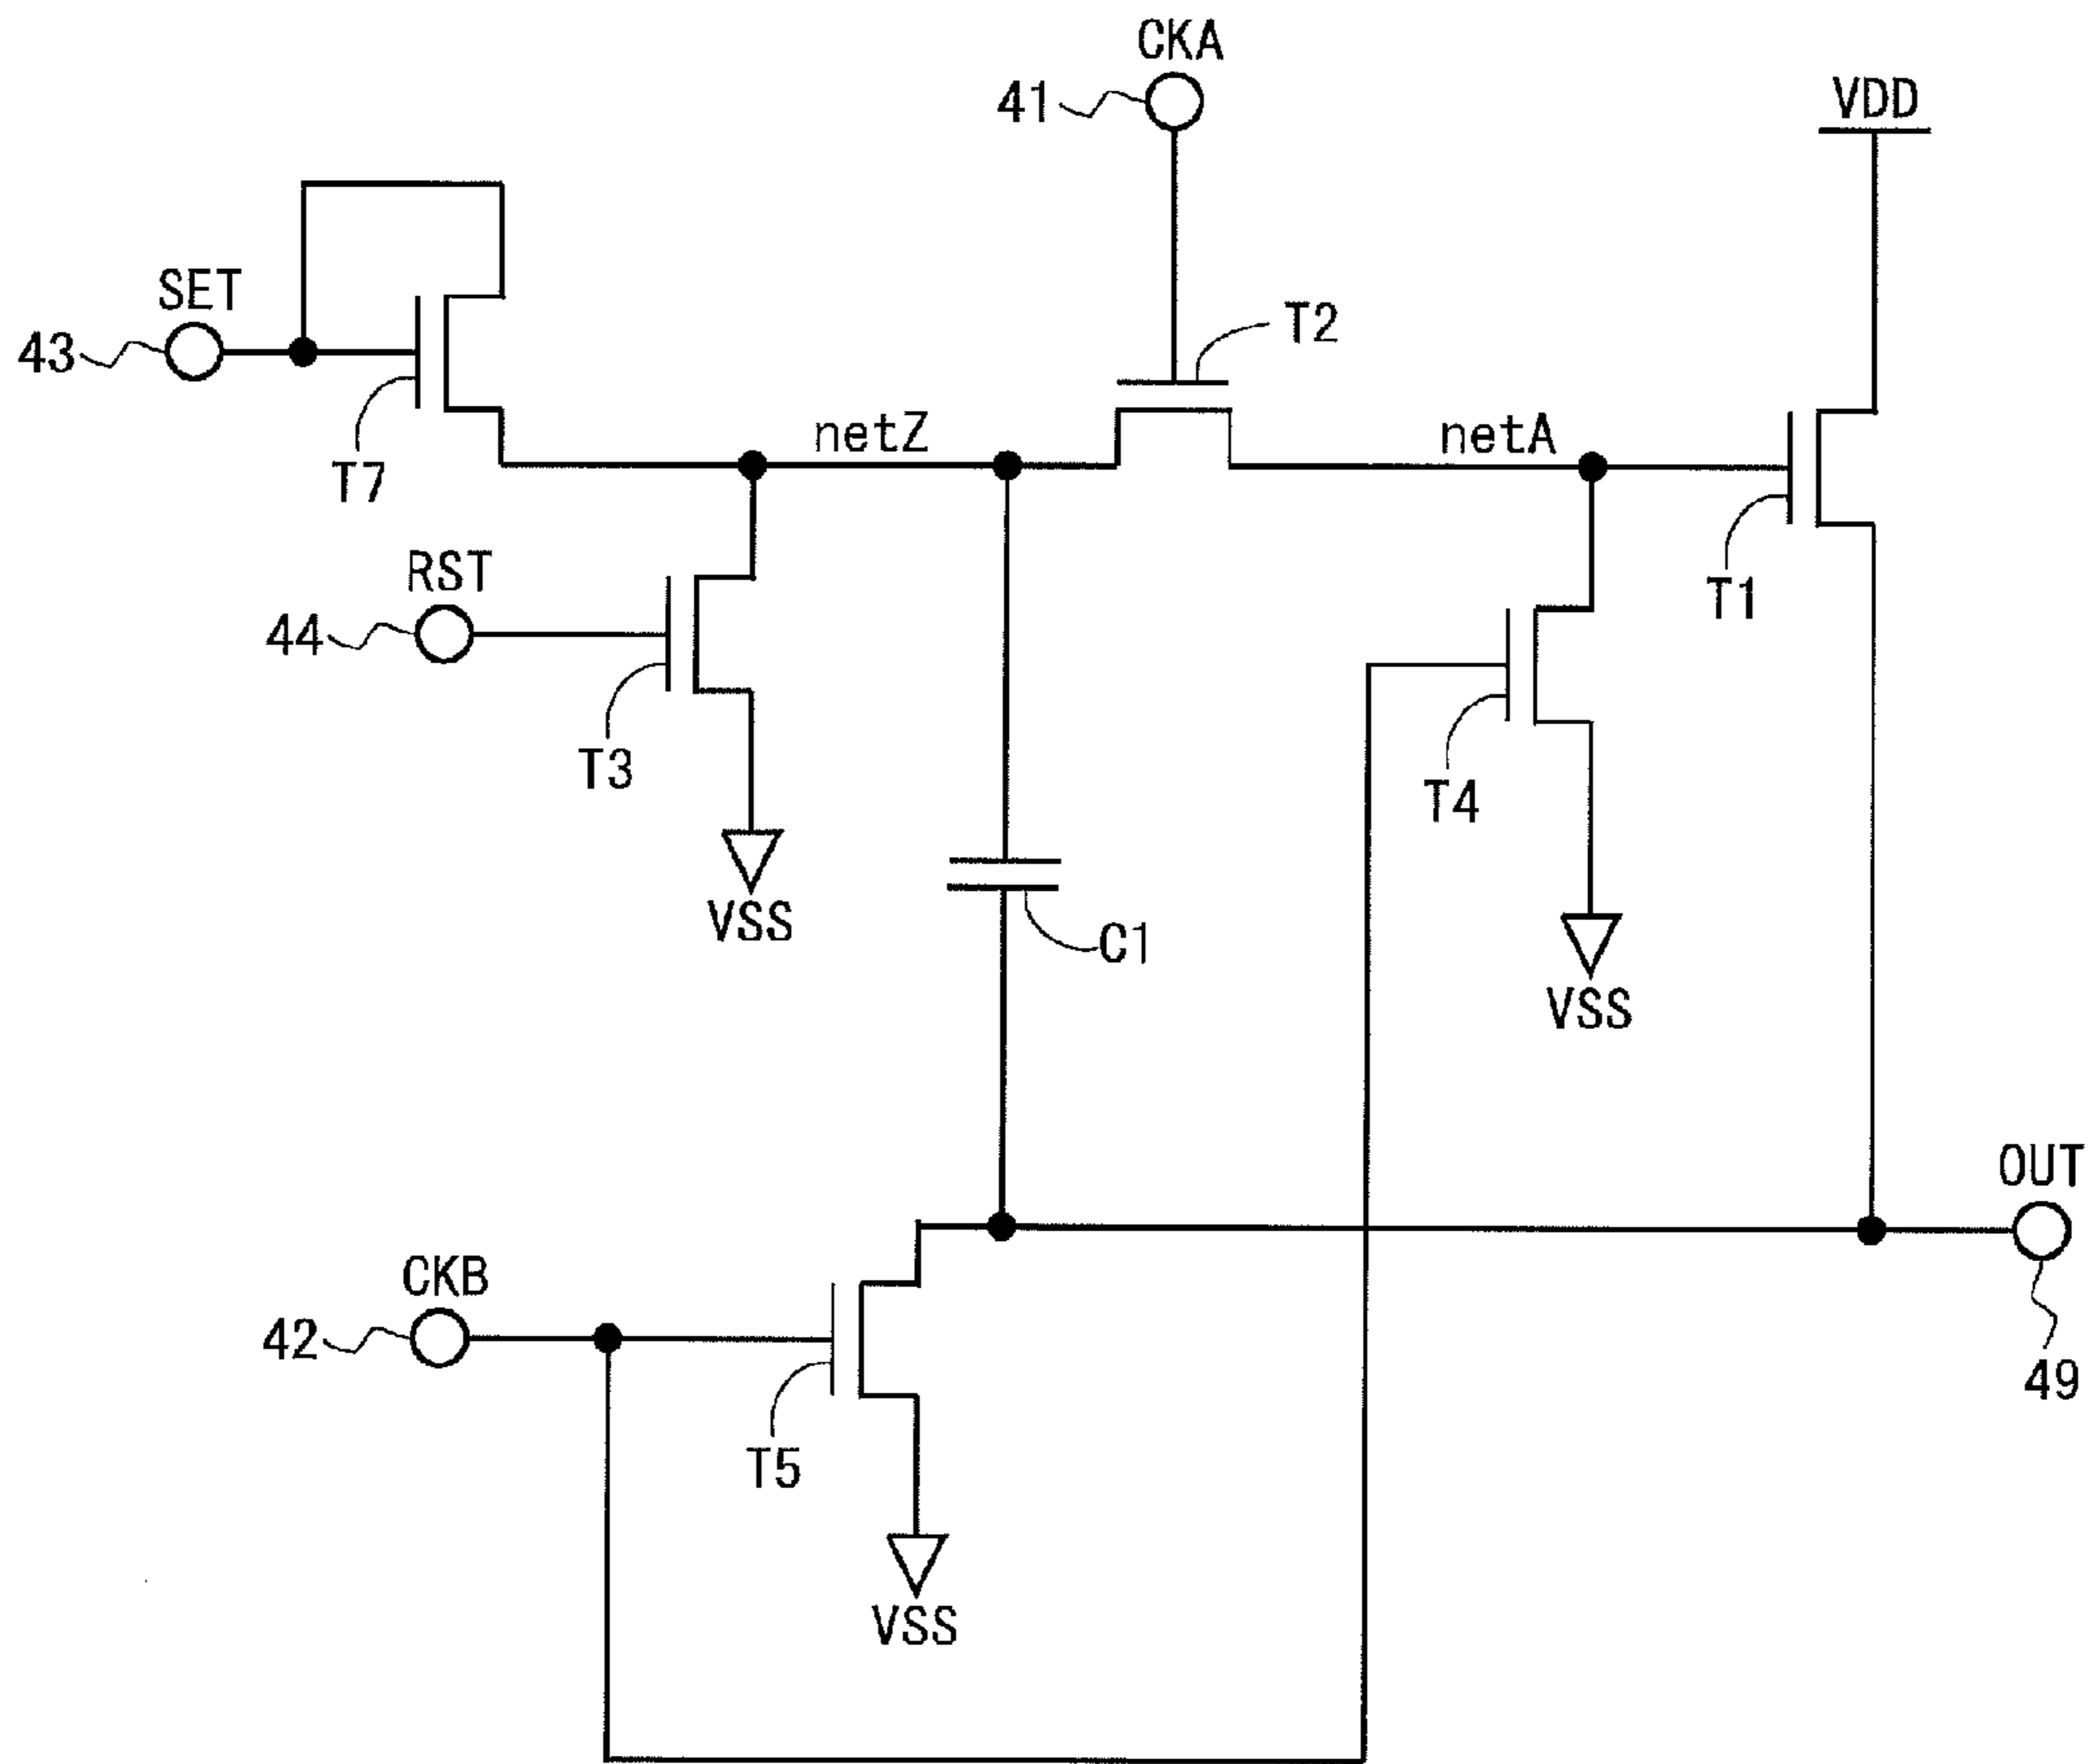 CKA
41
VDD
SET
43
T2
netZ
netA
T7
RST
T1
44
T3
T4
VSS
C1
VSS
OUT
CKB
42
49
T5
VSS